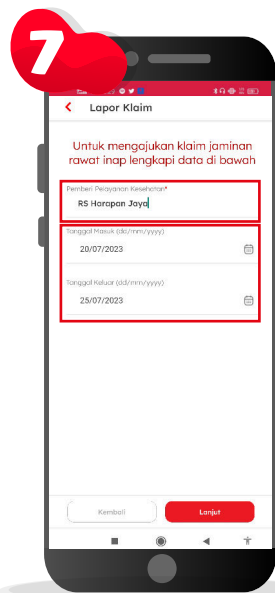 7
Lapor Klaim
Untuk mengajukan klaim jaminan
rawat inap lengkapi data di bawah
Pemberi Pelayanan Kesehatan*
RS Harapan Jaya
Tanggal Masuk (dd/mm/yyyy)
20/07/2023
Tanggal Keluar (dd/mm/yyyy)
25/07/2023
Kembali
Lanjut